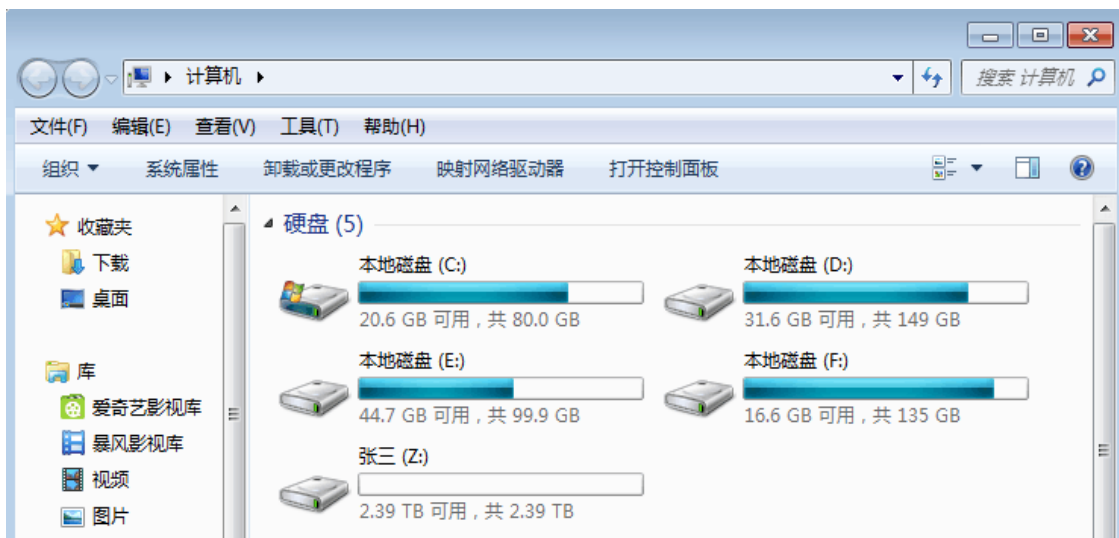 计算机
搜索 计算机
文件(F) 编辑(E) 查看(V) 工具(T) 帮助(H)
组织 系统属性 卸载或更改程序 映射网络驱动器 打开控制面板
收藏夹
下载
桌面
库
爱奇艺影视库
暴风影视库
视频
图片
硬盘 (5)
本地磁盘 (C:)
20.6 GB 可用，共 80.0 GB
本地磁盘 (D:)
31.6 GB 可用，共 149 GB
本地磁盘 (E:)
44.7 GB 可用，共 99.9 GB
本地磁盘 (F:)
16.6 GB 可用，共 135 GB
张三 (Z:)
2.39 TB 可用，共 2.39 TB